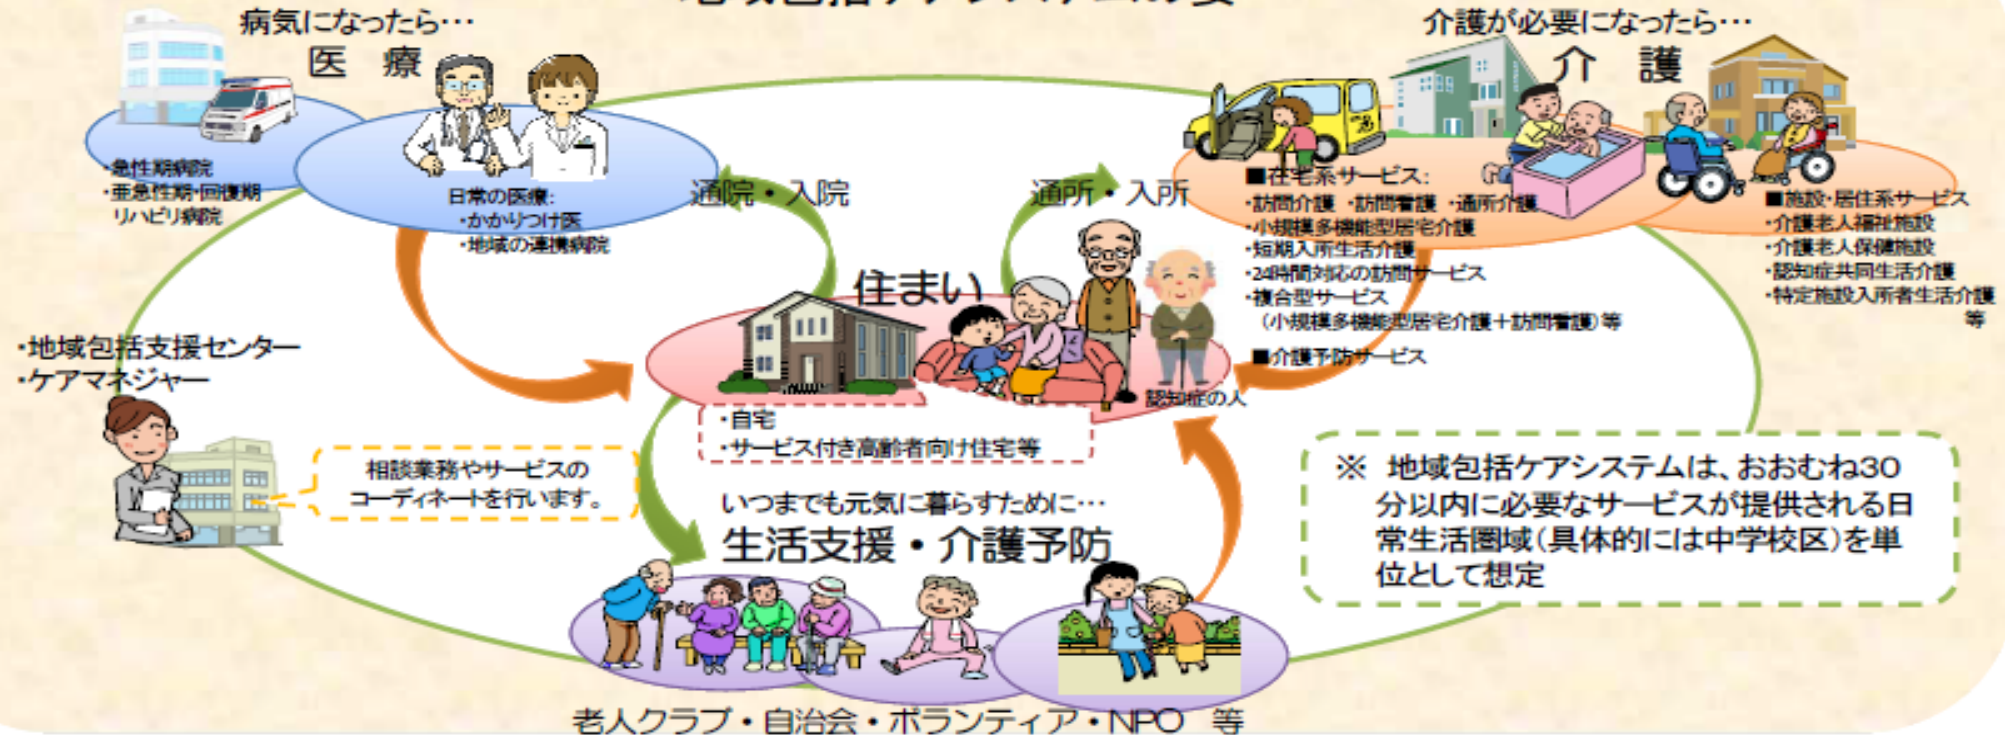 病気になったら…
医 療
・急性期病院
・亜急性期・回復期
リハビリ病院
日常の医療:
・かかりつけ医
・地域の連携病院
通院・入院
通所・入所
介護が必要になったら…
介 護
■在宅系サービス:
・訪問介護 ・訪問看護 ・通所介護
・小規模多機能型居宅介護
・短期入所生活介護
・24時間対応の訪問サービス
・複合型サービス
(小規模多機能型居宅介護+訪問看護)等
■介護予防サービス
■施設・居住系サービス
・介護老人福祉施設
・介護老人保健施設
・認知症共同生活介護
・特定施設入所者生活介護
等
住まい
認知症の人
・自宅
・サービス付き高齢者向け住宅等
・地域包括支援センター
・ケアマネジャー
相談業務やサービスの
コーディネートを行います。
いつまでも元気に暮らすために…
生活支援・介護予防
老人クラブ・自治会・ボランティア・NPO 等
※ 地域包括ケアシステムは、おおむね30
分以内に必要なサービスが提供される日
常生活圏域(具体的には中学校区)を単
位として想定